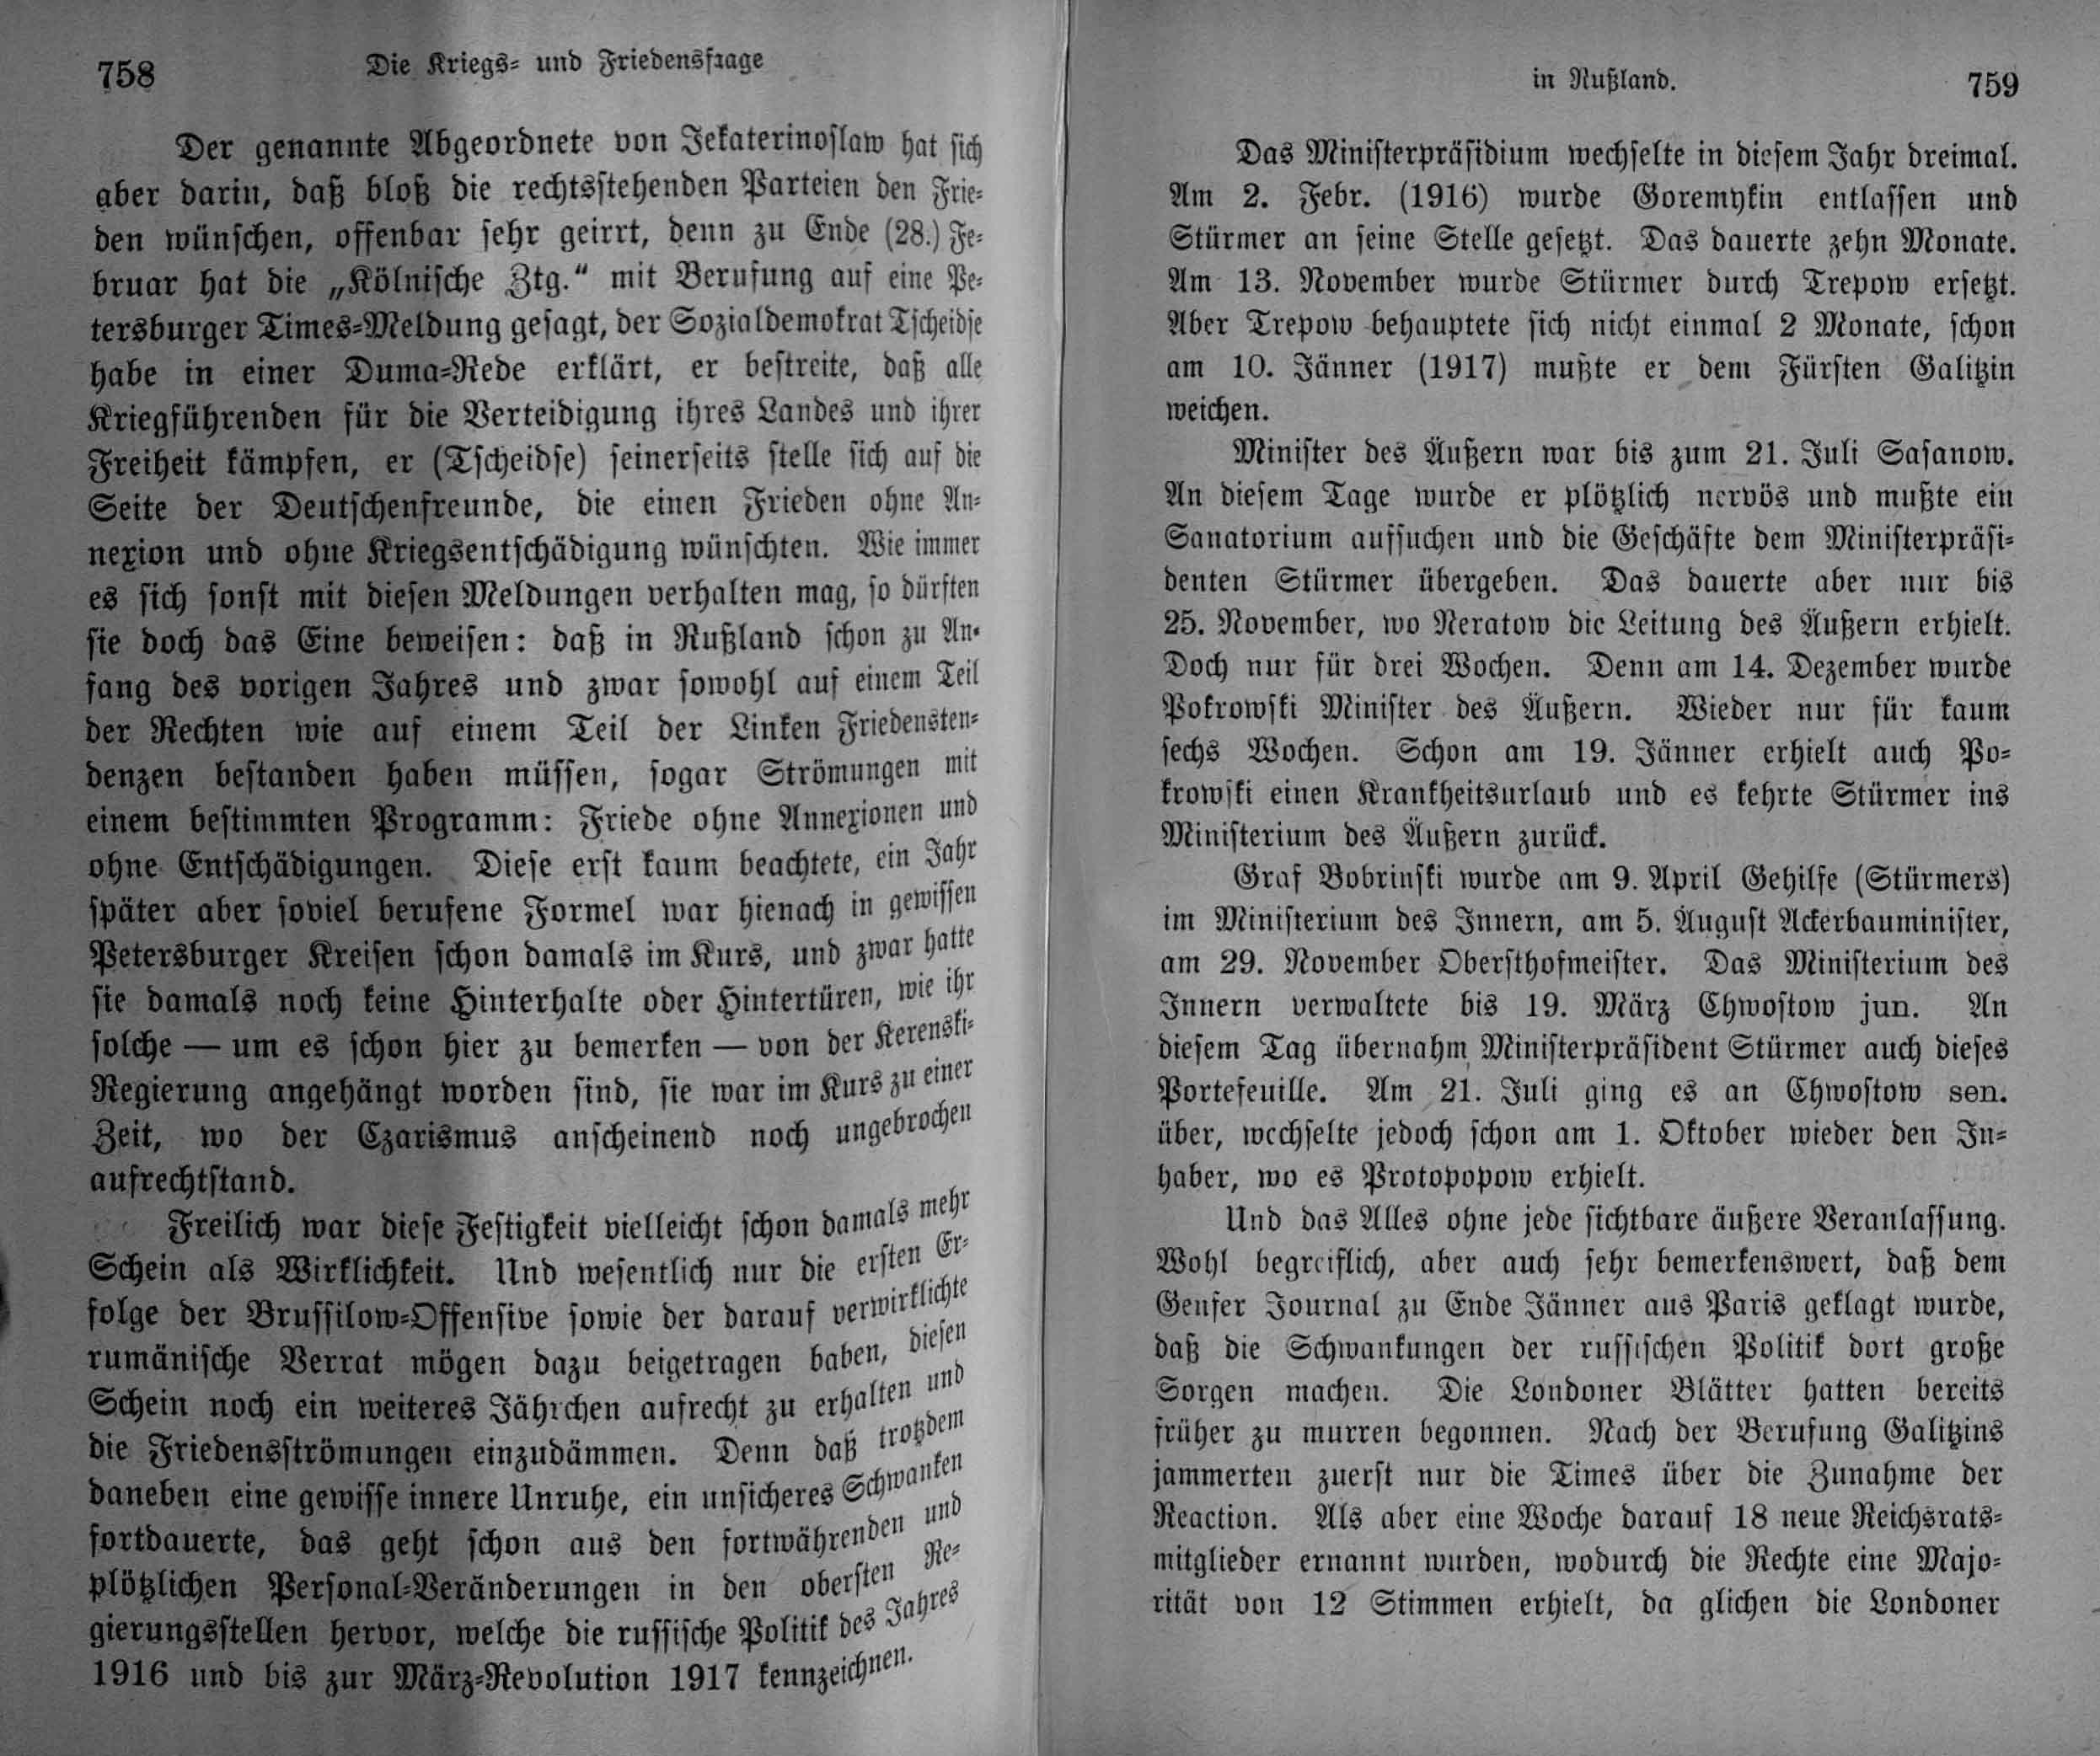 758
Die Kriegs- und Friedensfrage
Der genannte Abgeordnete von Jekaterinoslaw hat sich
aber darin, daß bloß die rechtsstehenden Parteien den Frie-
den wünschen, offenbar sehr geirrt, denn zu Ende (28.) Fe-
bruar hat die „Kölnische Ztg.“ mit Berufung auf eine Pe-
tersburger Times-Meldung gesagt, der Sozialdemokrat Tscheidse
habe in einer Duma-Rede erklärt, er bestreite, daß alle
Kriegführenden für die Verteidigung ihres Landes und ihrer
Freiheit kämpfen, er (Tscheidse) seinerseits stelle sich auf die
Seite der Deutschenfreunde, die einen Frieden ohne An-
nexion und ohne Kriegsentschädigung wünschten. Wie immer
es sich sonst mit diesen Meldungen verhalten mag, so dürften
sie doch das Eine beweisen: daß in Rußland schon zu An-
fang des vorigen Jahres und zwar sowohl auf einem Teil
der Rechten wie auf einem Teil der Linken Friedensten-
denzen bestanden haben müssen, sogar Strömungen mit
einem bestimmten Programm: Friede ohne Annexionen und
ohne Entschädigungen. Diese erst kaum beachtete, ein Jahr
später aber soviel berufene Formel war hienach in gewissen
Petersburger Kreisen schon damals im Kurs, und zwar hatte
sie damals noch keine Hinterhalte oder Hintertüren, wie ihr
solche — um es schon hier zu bemerken — von der Kerenski-
Regierung angehängt worden sind, sie war im Kurs zu einer
Zeit, wo der Czarismus anscheinend noch ungebrochen
aufrechtstand.
Freilich war diese Festigkeit vielleicht schon damals mehr
Schein als Wirklichkeit. Und wesentlich nur die ersten Er-
folge der Brussilow-Offensive sowie der darauf verwirklichte
rumänische Verrat mögen dazu beigetragen baben, diesen
Schein noch ein weiteres Jährchen aufrecht zu erhalten und
die Friedensströmungen einzudämmen. Denn daß trotzdem
daneben eine gewisse innere Unruhe, ein unsicheres Schwanken
fortdauerte, das geht schon aus den fortwährenden und
plötzlichen Personal-Veränderungen in den obersten Re-
gierungsstellen hervor, welche die russische Politik des Jahres
1916 und bis zur März-Revolution 1917 kennzeichnen.
in Rußland.
759
Das Ministerpräsidium wechselte in diesem Jahr dreimal.
Am 2. Febr. (1916) wurde Goremykin entlassen und
Stürmer an seine Stelle gesetzt. Das dauerte zehn Monate.
Am 13. November wurde Stürmer durch Trepow ersetzt.
Aber Trepow behauptete sich nicht einmal 2 Monate, schon
am 10. Jänner (1917) mußte er dem Fürsten Galitzin
weichen.
Minister des Äußern war bis zum 21. Juli Sasanow.
An diesem Tage wurde er plötzlich nervös und mußte ein
Sanatorium aufsuchen und die Geschäfte dem Ministerpräsi-
denten Stürmer übergeben. Das dauerte aber nur bis
25. November, wo Neratow die Leitung des Äußern erhielt.
Doch nur für drei Wochen. Denn am 14. Dezember wurde
Pokrowski Minister des Äußern. Wieder nur für kaum
sechs Wochen. Schon am 19. Jänner erhielt auch Po-
krowski einen Krankheitsurlaub und es kehrte Stürmer ins
Ministerium des Äußern zurück.
Graf Bobrinski wurde am 9. April Gehilfe (Stürmers)
im Ministerium des Innern, am 5. August Ackerbauminister,
am 29. November Obersthofmeister. Das Ministerium des
Innern verwaltete bis 19. März Chwostow jun. An
diesem Tag übernahm Ministerpräsident Stürmer auch dieses
Portefeuille. Am 21. Juli ging es an Chwostow sen.
über, wechselte jedoch schon am 1. Oktober wieder den In-
haber, wo es Protopopow erhielt.
Und das Alles ohne jede sichtbare äußere Veranlassung.
Wohl begreiflich, aber auch sehr bemerkenswert, daß dem
Genfer Journal zu Ende Jänner aus Paris geklagt wurde,
daß die Schwankungen der russischen Politik dort große
Sorgen machen. Die Londoner Blätter hatten bereits
früher zu murren begonnen. Nach der Berufung Galitzins
jammerten zuerst nur die Times über die Zunahme der
Reaction. Als aber eine Woche darauf 18 neue Reichsrats-
mitglieder ernannt wurden, wodurch die Rechte eine Majo-
rität von 12 Stimmen erhielt, da glichen die Londoner